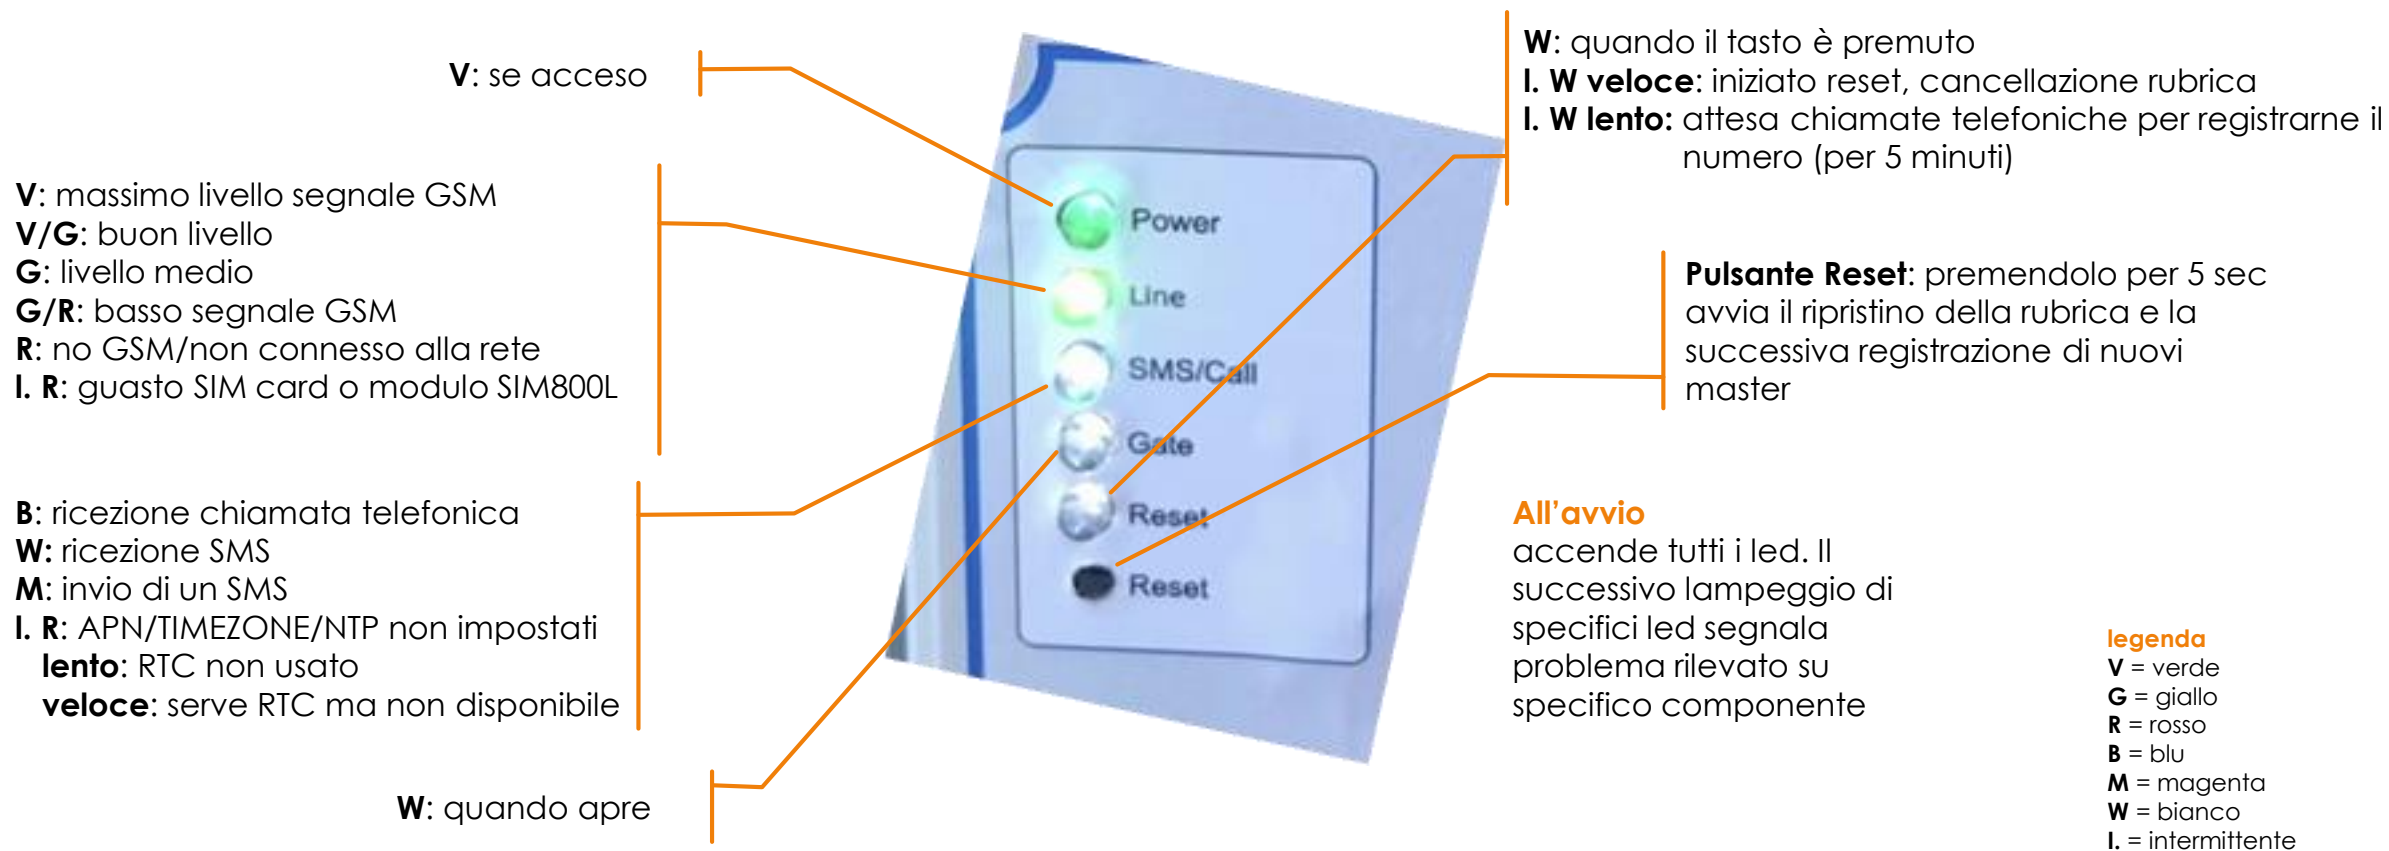 V: se acceso
V: massimo livello segnale GSM
V/G: buon livello
G: livello medio
G/R: basso segnale GSM
R: no GSM/non connesso alla rete
I. R: guasto SIM card o modulo SIM800L
B: ricezione chiamata telefonica
W: ricezione SMS
M: invio di un SMS
I. R: APN/TIMEZONE/NTP non impostati
lento: RTC non usato
veloce: serve RTC ma non disponibile
W: quando apre
Power
Line
SMS/Call
Gate
Reset
Reset
W: quando il tasto è premuto
I. W veloce: iniziato reset, cancellazione rubrica
I. W lento: attesa chiamate telefoniche per registrarne il
numero (per 5 minuti)
Pulsante Reset: premendolo per 5 sec
avvia il ripristino della rubrica e la
successiva registrazione di nuovi
master
All’avvio
accende tutti i led. Il
successivo lampeggio di
specifici led segnala
problema rilevato su
specifico componente
legenda
V = verde
G = giallo
R = rosso
B = blu
M = magenta
W = bianco
I. = intermittente